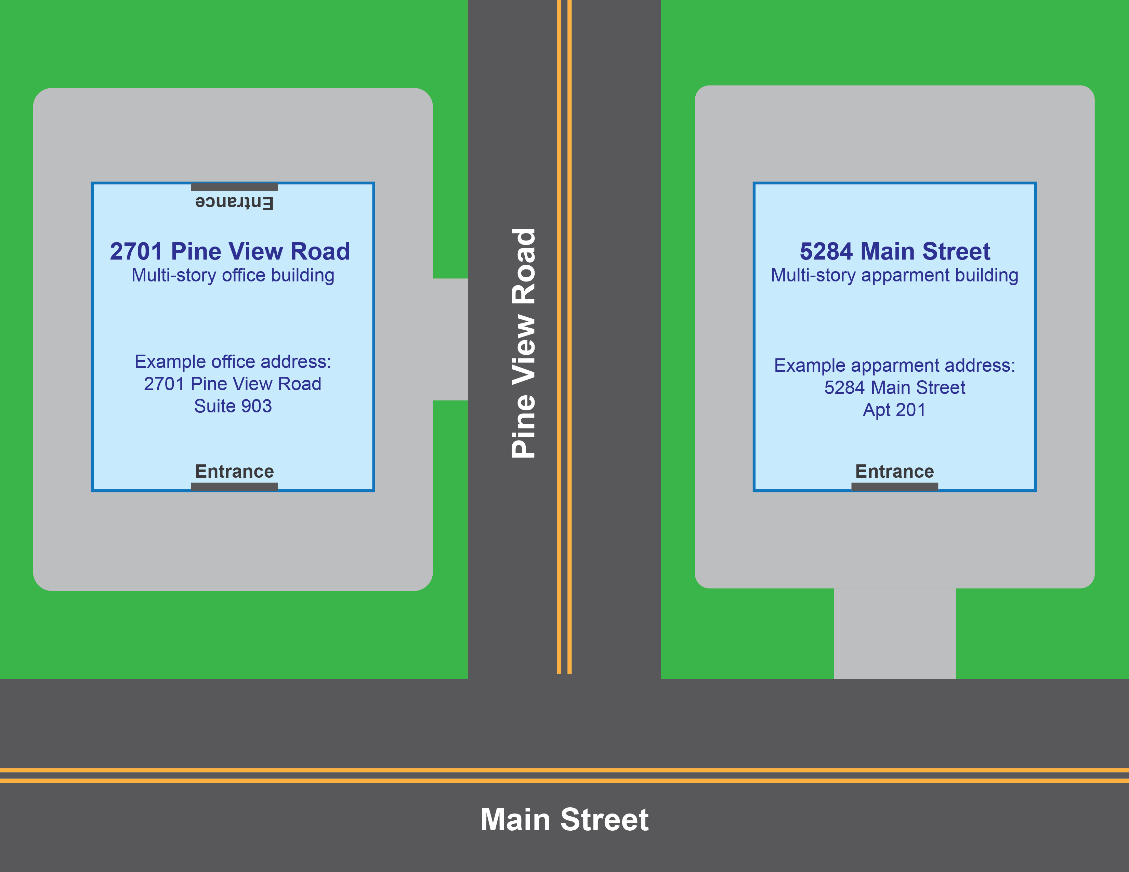 Entrance
2701 Pine View Road
Multi-story office building
Example office address:
2701 Pine View Road
Suite 903
Entrance
Pine View Road
5284 Main Street
Multi-story apparment building
Example apparment address:
5284 Main Street
Apt 201
Entrance
Main Street